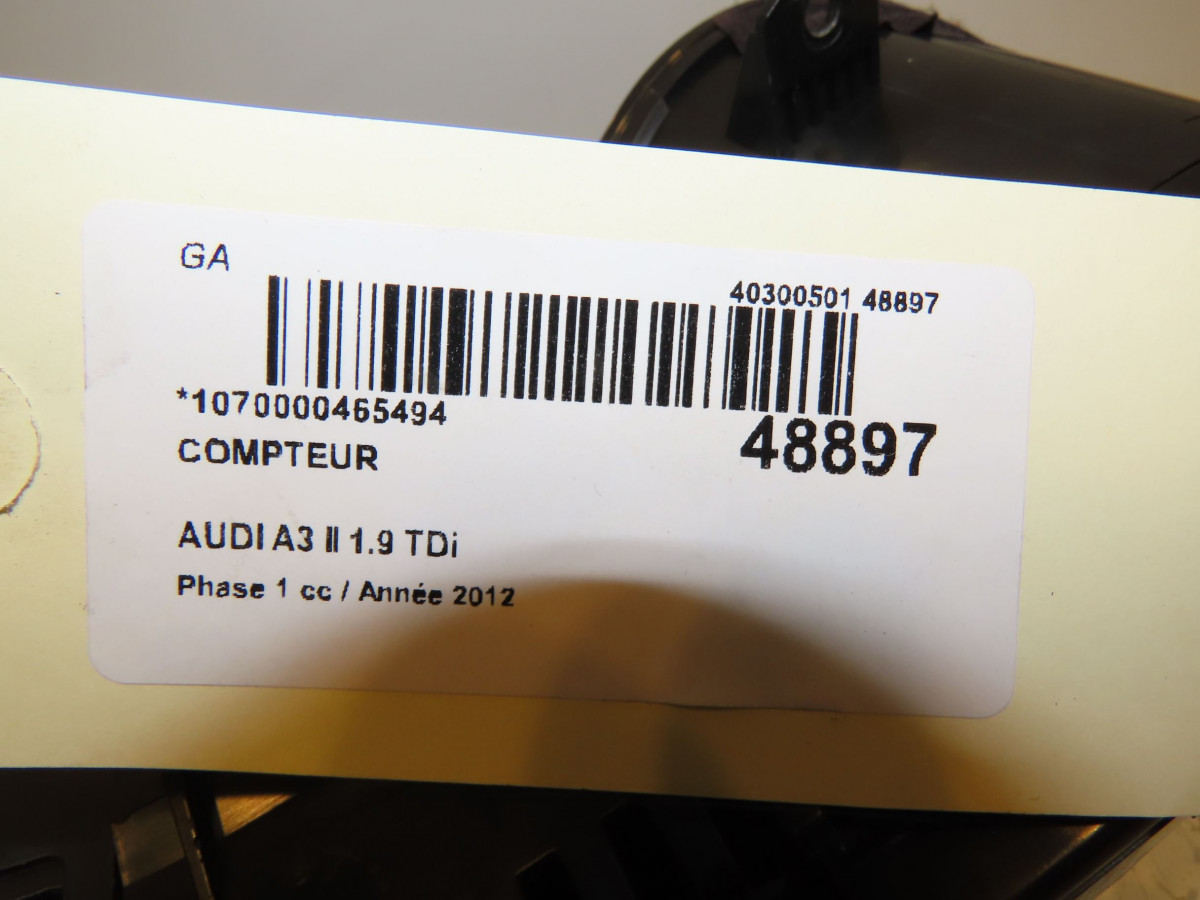 GA
40300501 48897
*1070000465494
48897
COMPTEUR
AUDI A3 II 1.9 TDi
Phase 1 cc / Année 2012